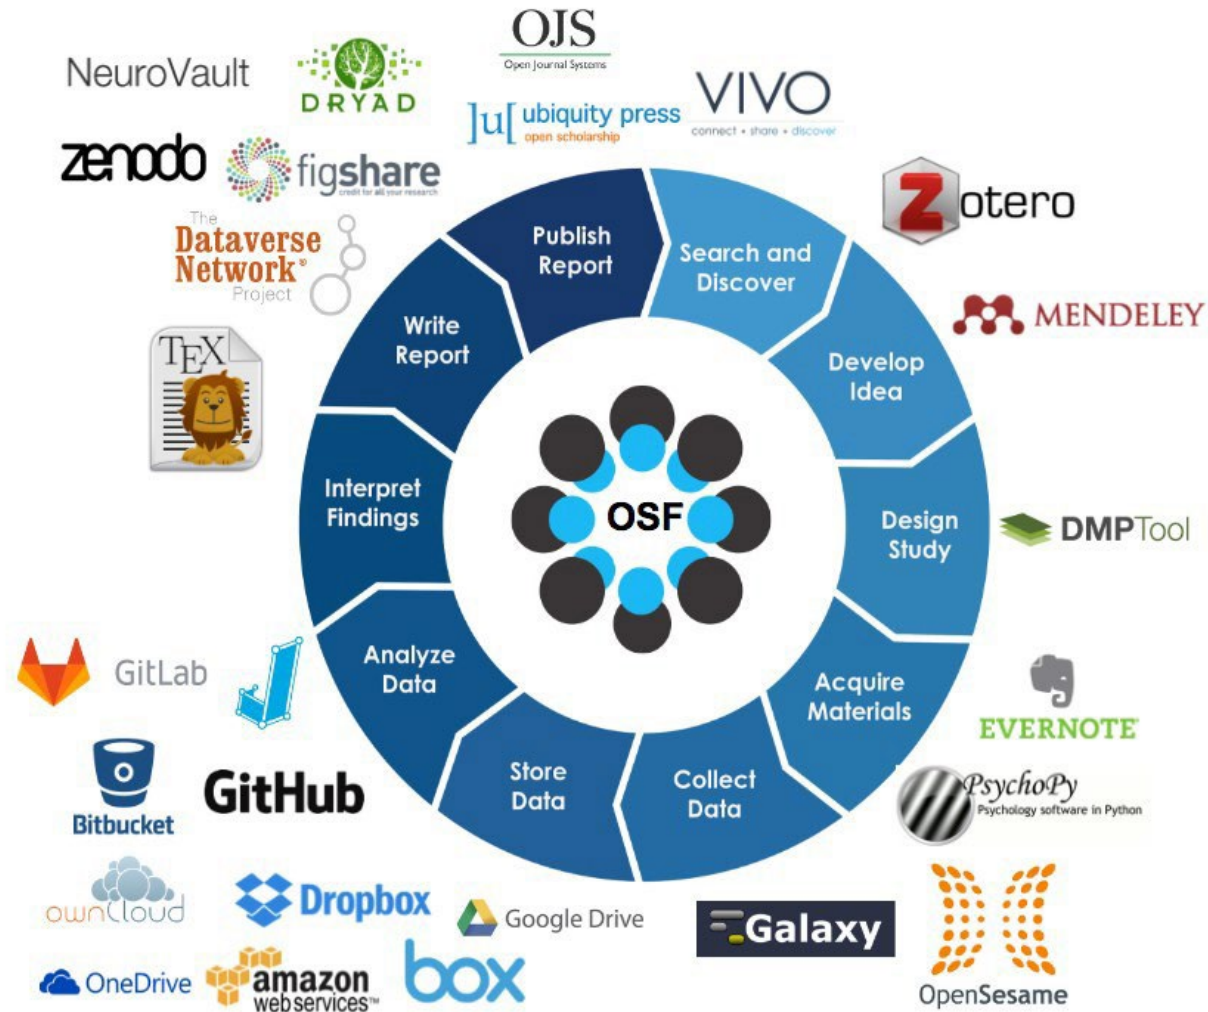 OJS
Open Journal Systems
NeuroVault
DRYAD
]u[ ubiquity press
open scholarship
VIVO
connect • share • discover
zenodo
figshare
credit for all your research
Zotero
The
Dataverse
Network®
Project
MENDELEY
TEX
Publish
Report
Search and
Discover
Develop
Idea
Design
Study
Acquire
Materials
Collect
Data
Store
Data
Analyze
Data
Interpret
Findings
Write
Report
OSF
DMPTool
EVERNOTE®
PsychoPy
Psychology software in Python
GitLab
Bitbucket
GitHub
ownCloud
Dropbox
Google Drive
Galaxy
OpenSesame
OneDrive
amazon
webservices™
box